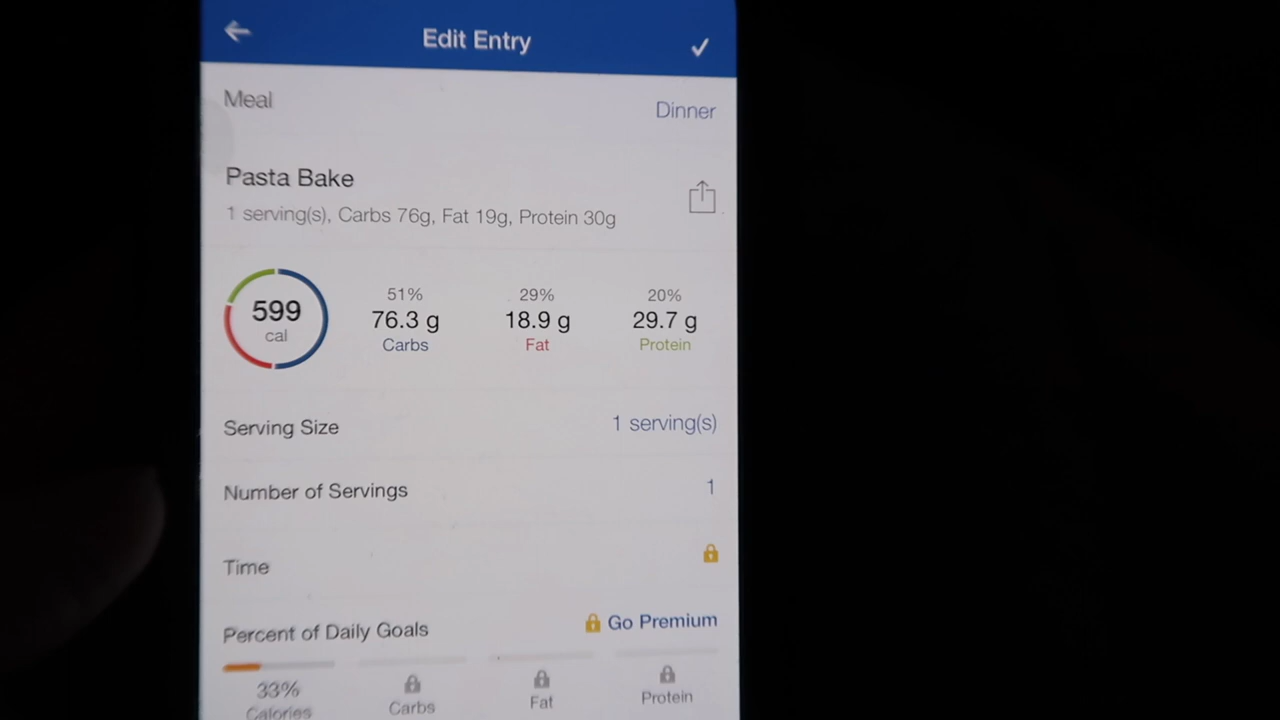 Edit Entry
Meal
Dinner
Pasta Bake
1 serving(s), Carbs 76g, Fat 19g, Protein 30g
599
cal
51%
76.3 g
Carbs
29%
18.9 g
Fat
20%
29.7 g
Protein
Serving Size
1 serving(s)
Number of Servings
1
Time
Percent of Daily Goals
Go Premium
33%
Calories
Carbs
Fat
Protein